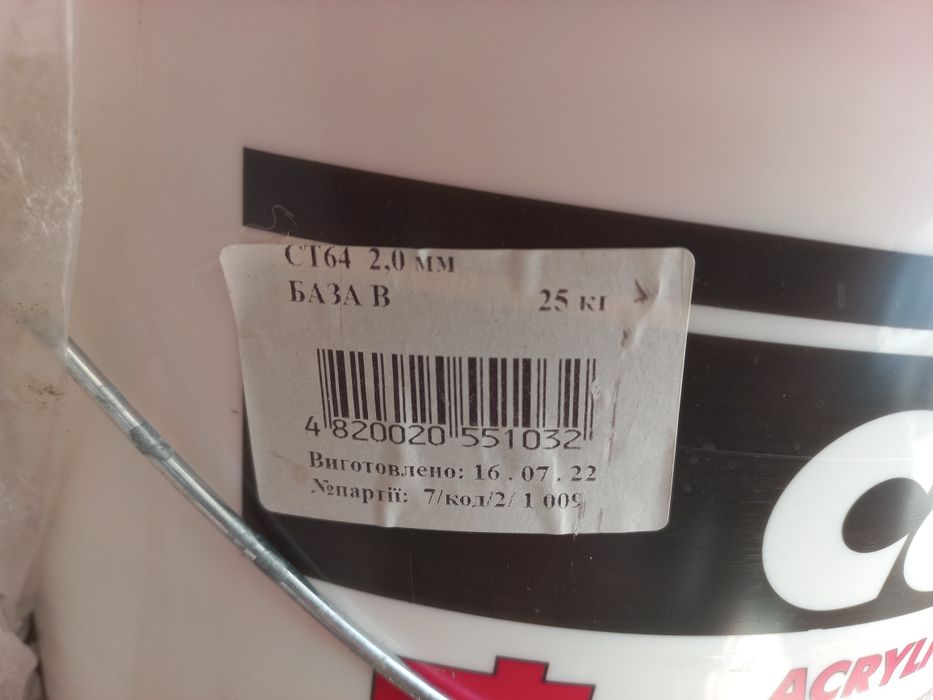 СТ64 2,0 мм
БАЗА В 25 кг
4 820020 551032
Виготовлено: 16 . 07 . 22
№партії: 7/код/2/ 1 009
ACRYLI